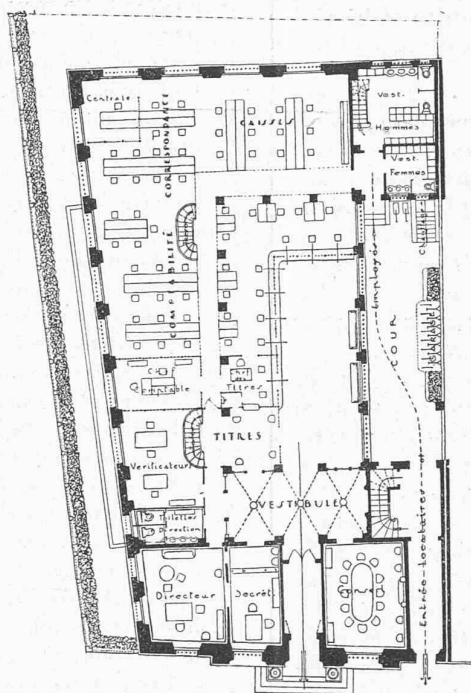 Centrale
CORRESPONDANCE
CAISSES
Vest.
Hommes
Vest.
Femmes
COMPTABILITÉ
Employés
COUR
Chef
Comptable
Titres
TITRES
Vérificateur
VESTIBULE
Toilettes
Direction
Directeur
Secrét.
Conseil
Entrée locataires